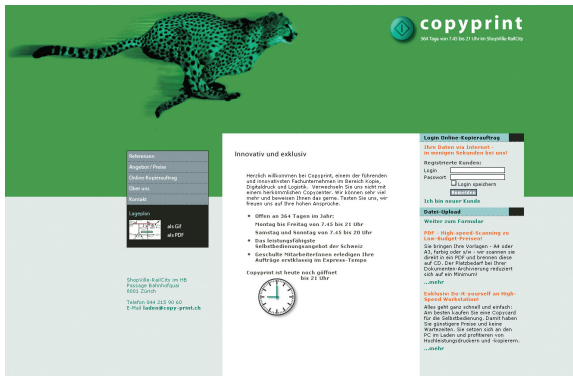 copyprint
364 Tage von 7.45 bis 21 Uhr im ShopVille-RailCity
Referenzen
Angebot/Preise
Online-Kopierauftrag
Über uns
Kontakt
Lageplan
als Gif
als PDF
ShopVille-RailCity im HB
Passage Bahnhofquai
8001 Zürich
Telefon 044 215 90 60
E-Mail laden@copy-print.ch
Innovativ und exklusiv
Herzlich willkommen bei Copyprint, einem der führenden
und innovativsten Fachunternehmen im Bereich Kopie,
Digitaldruck und Logistik. Verwechseln Sie uns nicht mit
einem herkömmlichen Copycenter. Wir können sehr viel
mehr und beweisen Ihnen das gerne. Testen Sie uns, wir
freuen uns auf Ihre hohen Ansprüche.
Offen an 364 Tagen im Jahr:
Montag bis Freitag von 7.45 bis 21 Uhr
Samstag und Sonntag von 7.45 bis 20 Uhr
Das leistungsfähigste
Selbstbedienungsangebot der Schweiz
Geschulte MitarbeiterInnen erledigen Ihre
Aufträge erstklassig im Express-Tempo
Copyprint ist heute noch geöffnet
bis 21 Uhr
Login Online-Kopierauftrag
Ihre Daten via Internet -
in wenigen Sekunden bei uns!
Registrierte Kunden:
Login
Passwort
Login speichern
Anmelden
Ich bin neuer Kunde
Datei-Upload
Weiter zum Formular
PDF - High-speed-Scanning zu
Low-Budget-Preisen!
Sie bringen Ihre Vorlagen - A4 oder
A3, farbig oder s/w - wir scannen sie
direkt in ein PDF und brennen diese
auf CD. Der Platzbedarf bei Ihrer
Dokumenten-Archivierung reduziert
sich auf ein Minimum!
...mehr
Exklusiv: Do-it-yourself an High-
Speed Workstation!
Alles geht ganz schnell und einfach:
Am besten kaufen Sie eine Copycard
für die Selbstbedienung. Damit haben
Sie günstigere Preise und keine
Wartezeiten. Sie setzen sich an den
PC im Laden und profitieren von
Hochleistungsdruckern und -kopierern.
...mehr